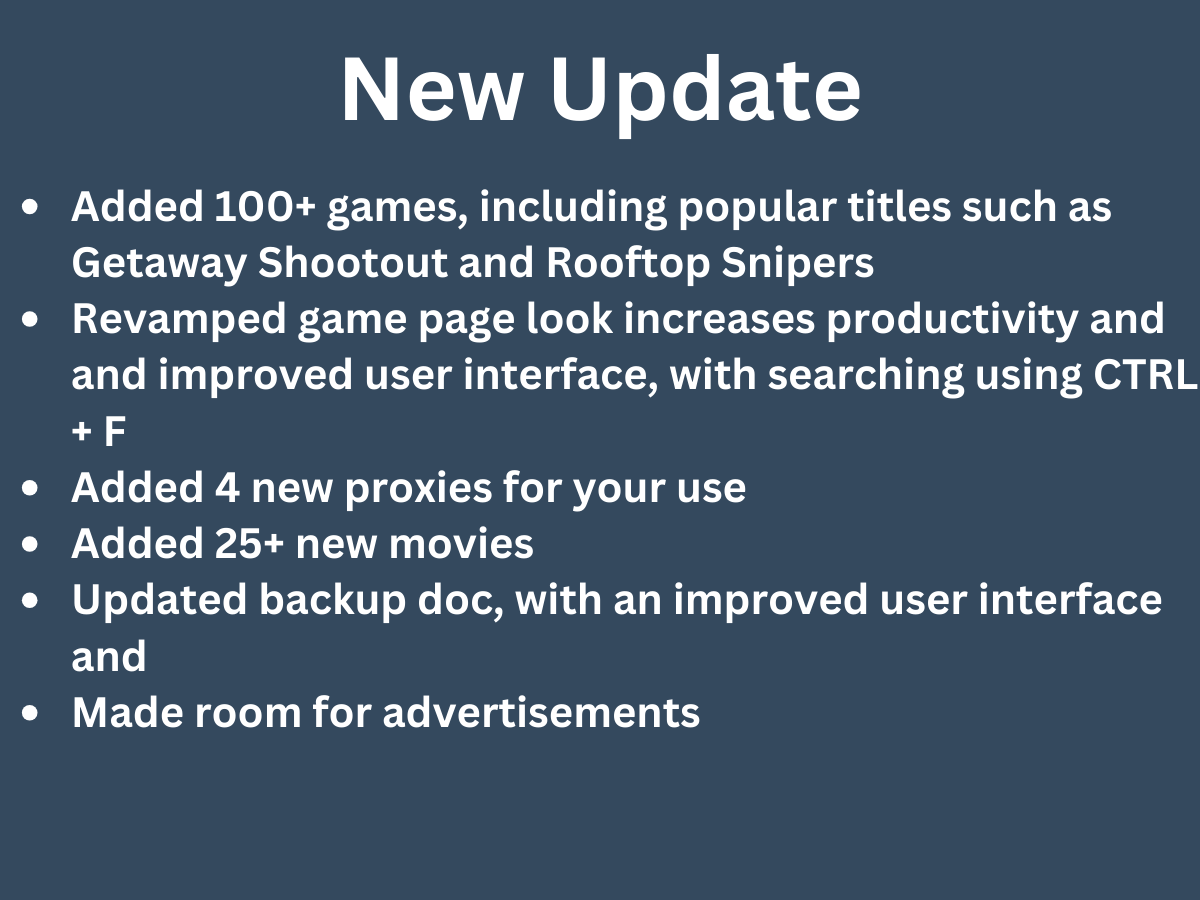 New Update
• Added 100+ games, including popular titles such as
Getaway Shootout and Rooftop Snipers
• Revamped game page look increases productivity and
and improved user interface, with searching using CTRL
+ F
• Added 4 new proxies for your use
• Added 25+ new movies
• Updated backup doc, with an improved user interface
and
• Made room for advertisements